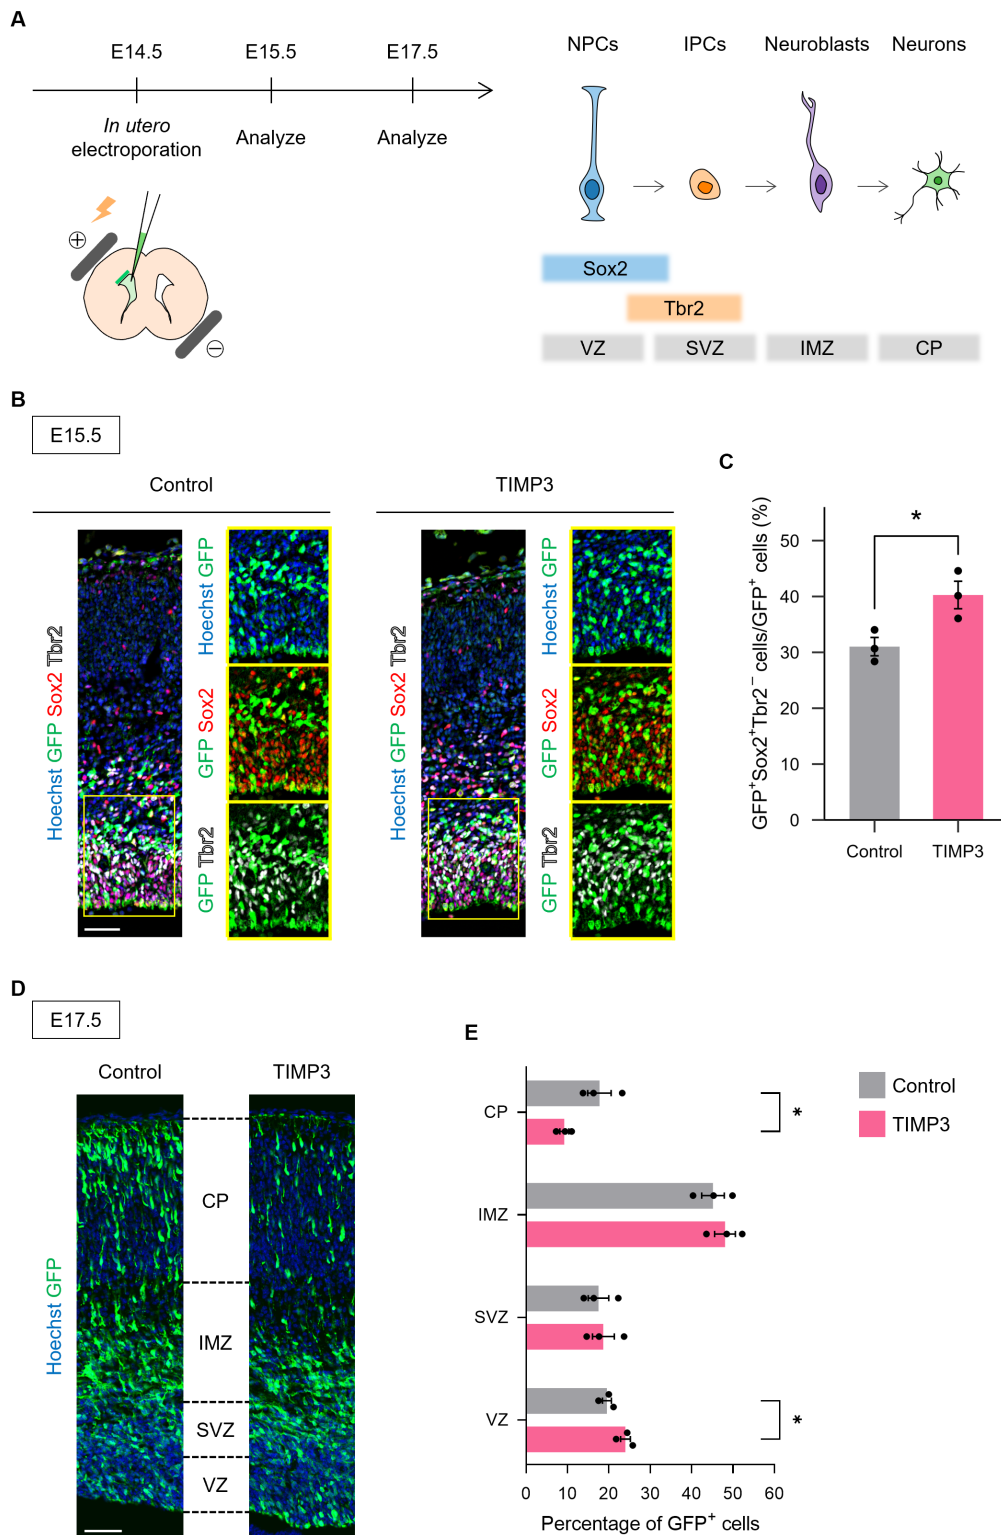 A
E14.5
E15.5
E17.5
In utero
electroporation
Analyze
Analyze
+
−
NPCs
IPCs
Neuroblasts
Neurons
Sox2
Tbr2
VZ
SVZ
IMZ
CP
B
E15.5
Control
TIMP3
Hoechst GFP Sox2 Tbr2
Hoechst GFP
GFP Sox2
GFP Tbr2
Hoechst GFP Sox2 Tbr2
Hoechst GFP
GFP Sox2
GFP Tbr2
C
GFP⁺Sox2⁺Tbr2⁻ cells/GFP⁺ cells (%)
50
40
30
20
10
0
*
Control
TIMP3
D
E17.5
Control
TIMP3
Hoechst GFP
CP
IMZ
SVZ
VZ
E
Control
TIMP3
CP
*
IMZ
SVZ
VZ
*
0 10 20 30 40 50 60
Percentage of GFP⁺ cells